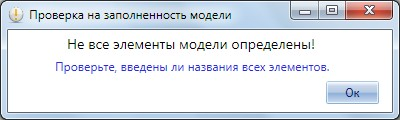 Проверка на заполненность модели
Не все элементы модели определены!
Проверьте, введены ли названия всех элементов.
Ок